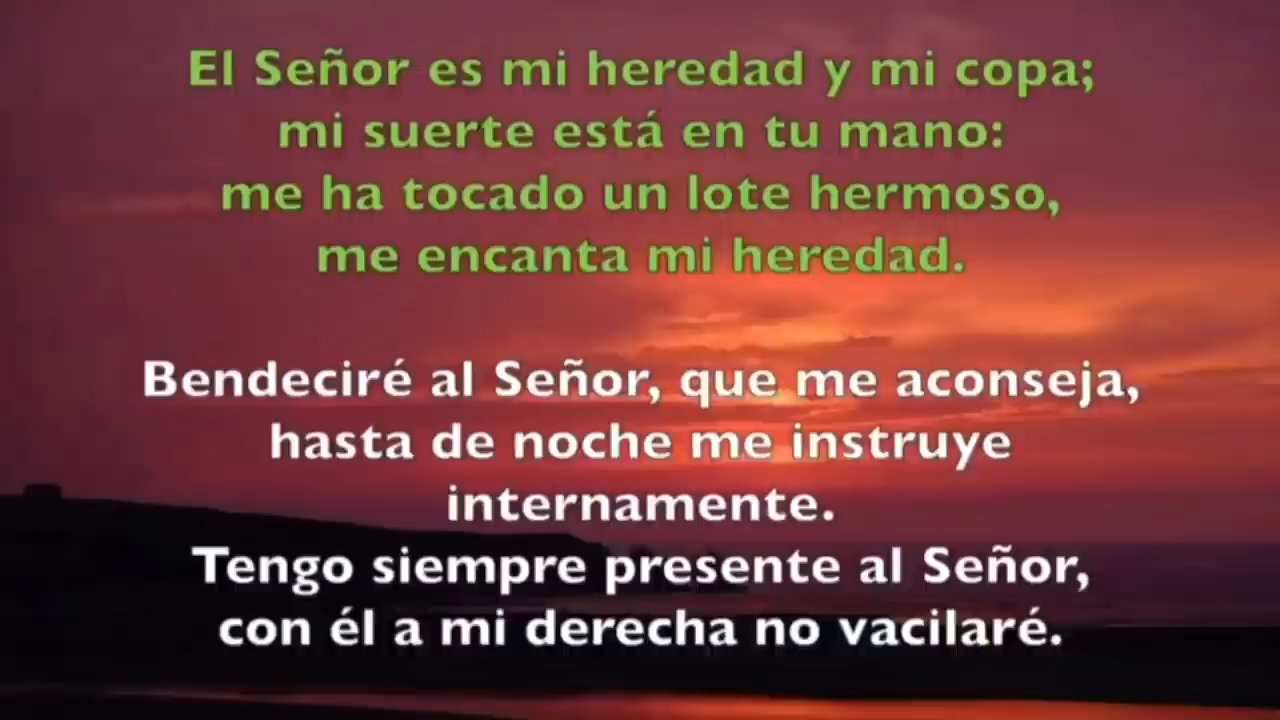 El Señor es mi heredad y mi copa;
mi suerte está en tu mano:
me ha tocado un lote hermoso,
me encanta mi heredad.
Bendeciré al Señor, que me aconseja,
hasta de noche me instruye
internamente.
Tengo siempre presente al Señor,
con él a mi derecha no vacilaré.